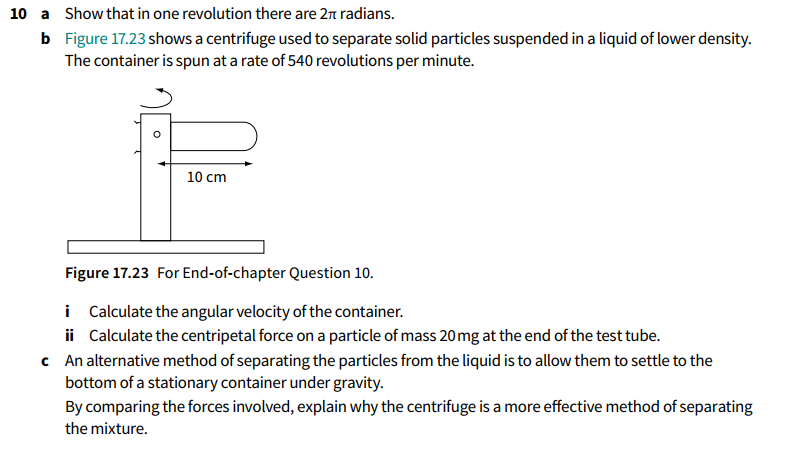 10 a Show that in one revolution there are 2π radians.
b Figure 17.23 shows a centrifuge used to separate solid particles suspended in a liquid of lower density.
The container is spun at a rate of 540 revolutions per minute.
10 cm
Figure 17.23 For End-of-chapter Question 10.
i Calculate the angular velocity of the container.
ii Calculate the centripetal force on a particle of mass 20 mg at the end of the test tube.
c An alternative method of separating the particles from the liquid is to allow them to settle to the
bottom of a stationary container under gravity.
By comparing the forces involved, explain why the centrifuge is a more effective method of separating
the mixture.